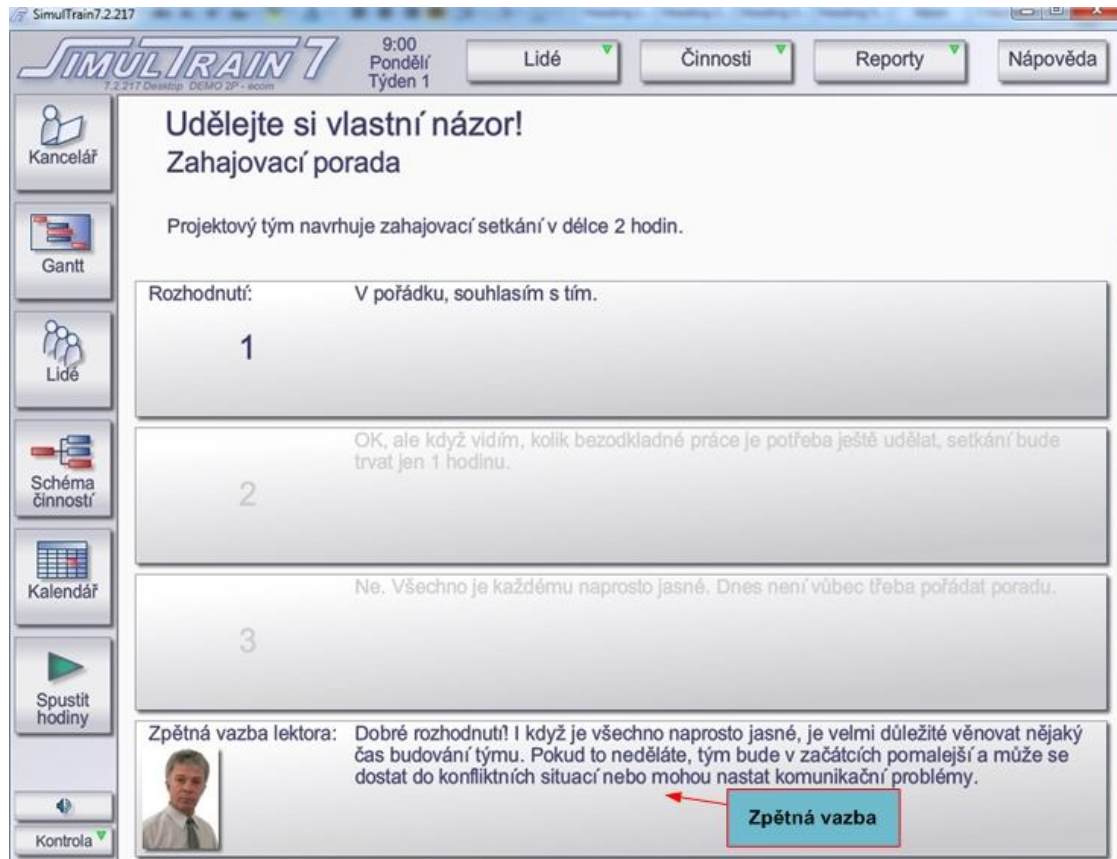 SimulTrain7.2.217
SIMULTRAIN 7
7.2.217 Desktop DEMO 2P - ecom
9:00
Pondělí
Týden 1
Lidé
Činnosti
Reporty
Nápověda
Kancelář
Gantt
Lidé
Schéma
činností
Kalendář
Spustit
hodiny
Kontrola
Udělejte si vlastní názor!
Zahajovací porada
Projektový tým navrhuje zahajovací setkání v délce 2 hodin.
Rozhodnutí: V pořádku, souhlasím s tím.
1
OK, ale když vidím, kolik bezodkladné práce je potřeba ještě udělat, setkání bude
trvat jen 1 hodinu.
2
Ne. Všechno je každému naprosto jasné. Dnes není vůbec třeba pořádat poradu.
3
Zpětná vazba lektora: Dobré rozhodnutí! I když je všechno naprosto jasné, je velmi důležité věnovat nějaký
čas budování týmu. Pokud to neděláte, tým bude v začátcích pomalejší a může se
dostat do konfliktních situací nebo mohou nastat komunikační problémy.
Zpětná vazba